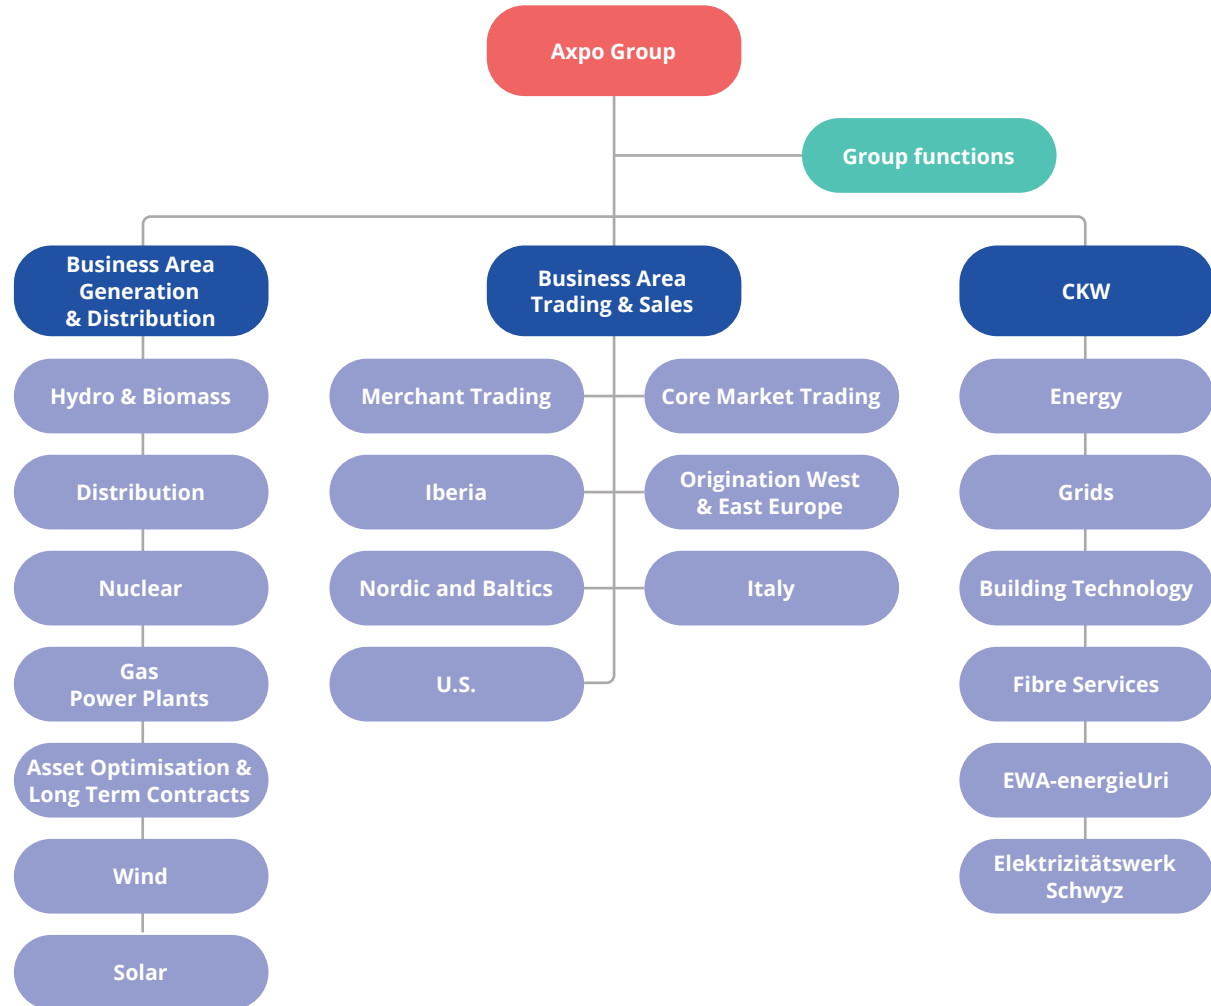 Axpo Group
Group functions
Business Area
Generation
& Distribution
Business Area
Trading & Sales
CKW
Hydro & Biomass
Merchant Trading
Core Market Trading
Energy
Distribution
Iberia
Origination West
& East Europe
Grids
Nuclear
Nordic and Baltics
Italy
Building Technology
Gas
Power Plants
U.S.
Fibre Services
Asset Optimisation &
Long Term Contracts
EWA-energieUri
Wind
Elektrizitätswerk
Schwyz
Solar